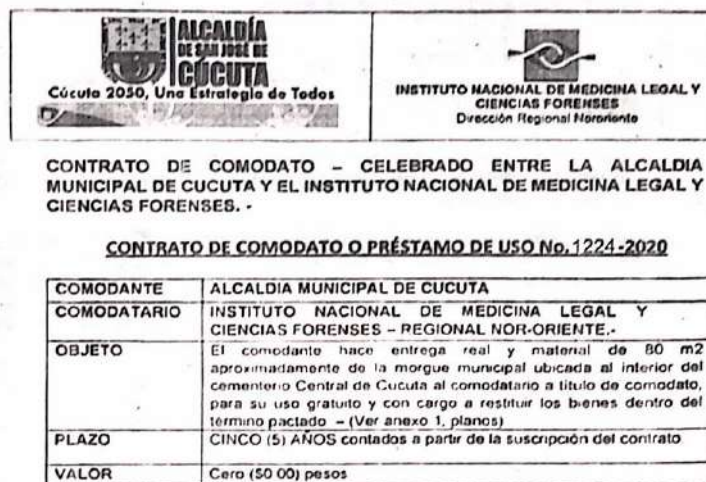 ALCALDÍA
DE SAN JOSÉ DE
CÚCUTA
Cúcuta 2050, Una Estrategia de Todos
INSTITUTO NACIONAL DE MEDICINA LEGAL Y
CIENCIAS FORENSES
Dirección Regional Nororiente
CONTRATO DE COMODATO – CELEBRADO ENTRE LA ALCALDIA
MUNICIPAL DE CUCUTA Y EL INSTITUTO NACIONAL DE MEDICINA LEGAL Y
CIENCIAS FORENSES. -
CONTRATO DE COMODATO O PRÉSTAMO DE USO No. 1224-2020
COMODANTE ALCALDIA MUNICIPAL DE CUCUTA
COMODATARIO INSTITUTO NACIONAL DE MEDICINA LEGAL Y
CIENCIAS FORENSES – REGIONAL NOR-ORIENTE.-
OBJETO El comodante hace entrega real y material de 80 m2
aproximadamente de la morgue municipal ubicada al interior del
cementerio Central de Cucuta al comodatario a titulo de comodato,
para su uso gratuito y con cargo a restituir los bienes dentro del
término pactado – (Ver anexo 1, planos)
PLAZO CINCO (5) AÑOS contados a partir de la suscripción del contrato
VALOR Cero ($0 00) pesos